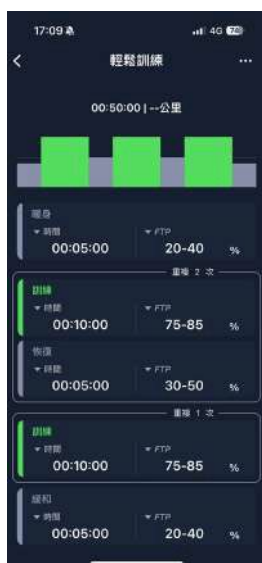 17:09
4G 74
輕鬆訓練
00:50:00 | --公里
暖身
時間 FTP
00:05:00 20-40 %
重複 2 次
訓練
時間 FTP
00:10:00 75-85 %
恢復
時間 FTP
00:05:00 30-50 %
重複 1 次
訓練
時間 FTP
00:10:00 75-85 %
緩和
時間 FTP
00:05:00 20-40 %